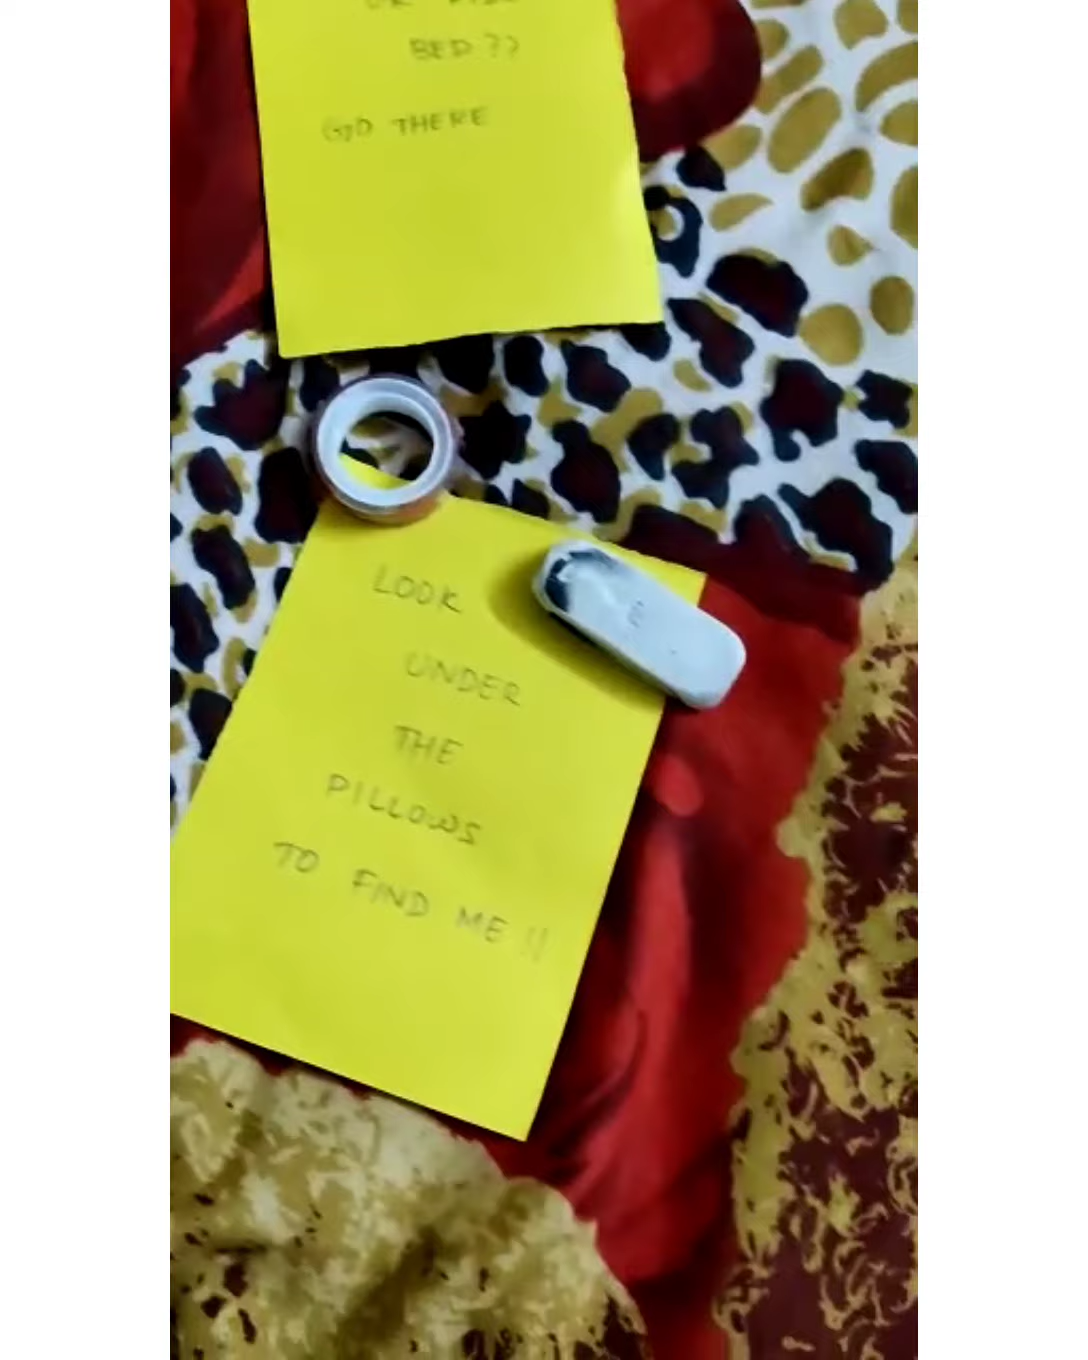 BED ??
GO THERE
LOOK
UNDER
THE
PILLOWS
TO FIND ME !!